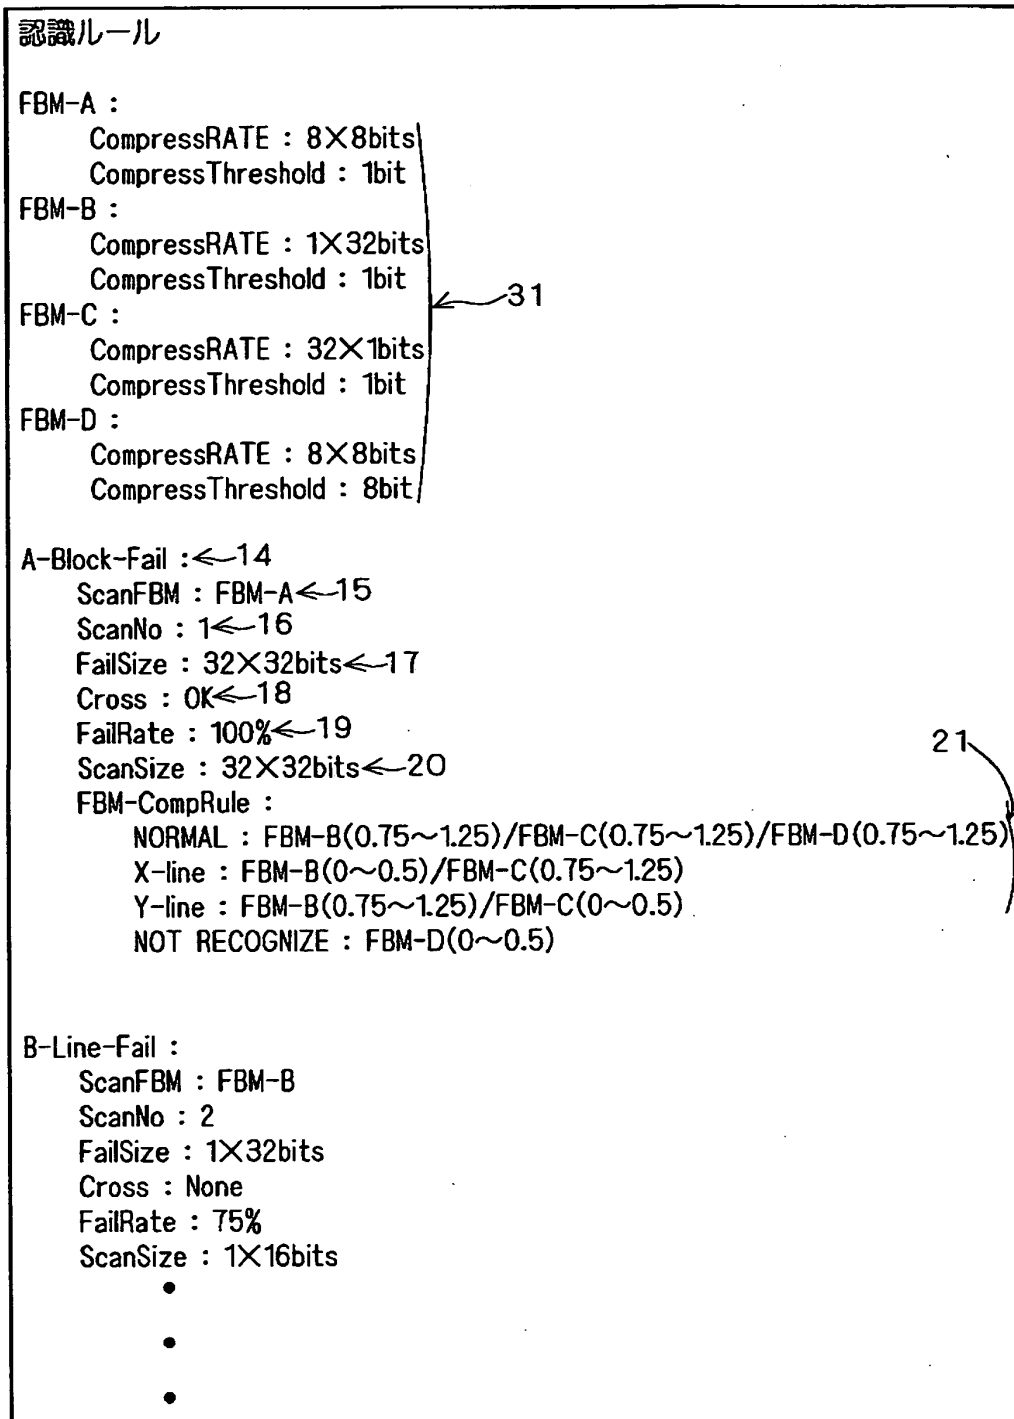 認識ルール
FBM-A :
CompressRATE : 8×8bits
CompressThreshold : 1bit
FBM-B :
CompressRATE : 1×32bits
CompressThreshold : 1bit
31
FBM-C :
CompressRATE : 32×1bits
CompressThreshold : 1bit
FBM-D :
CompressRATE : 8×8bits
CompressThreshold : 8bit
A-Block-Fail :←14
ScanFBM : FBM-A←15
ScanNo : 1←16
FailSize : 32×32bits←17
Cross : OK←18
FailRate : 100%←19
21
ScanSize : 32×32bits←20
FBM-CompRule :
NORMAL : FBM-B(0.75～1.25)/FBM-C(0.75～1.25)/FBM-D(0.75～1.25)
X-line : FBM-B(0～0.5)/FBM-C(0.75～1.25)
Y-line : FBM-B(0.75～1.25)/FBM-C(0～0.5)
NOT RECOGNIZE : FBM-D(0～0.5)
B-Line-Fail :
ScanFBM : FBM-B
ScanNo : 2
FailSize : 1×32bits
Cross : None
FailRate : 75%
ScanSize : 1×16bits